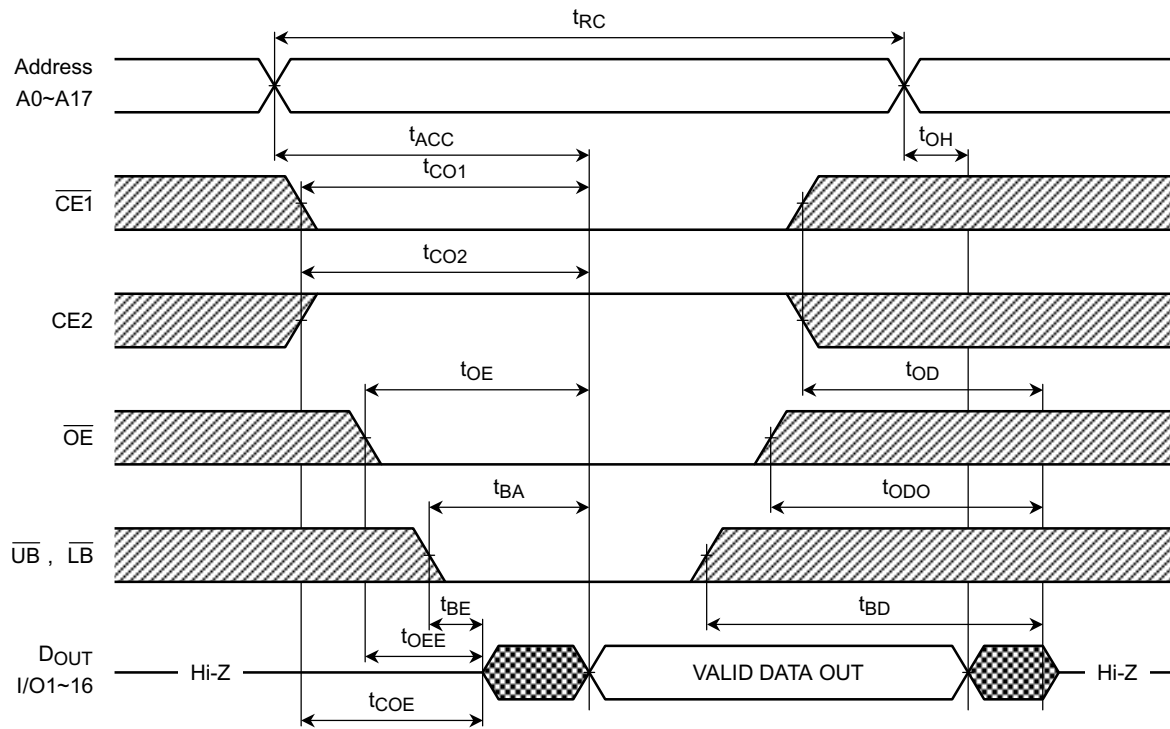 tRC
Address
A0~A17
tACC
tOH
tCO1
CE1
tCO2
CE2
tOE
tOD
OE
tBA
tODO
UB , LB
tBE
tBD
tOEE
DOUT
I/O1~16
Hi-Z
VALID DATA OUT
Hi-Z
tCOE